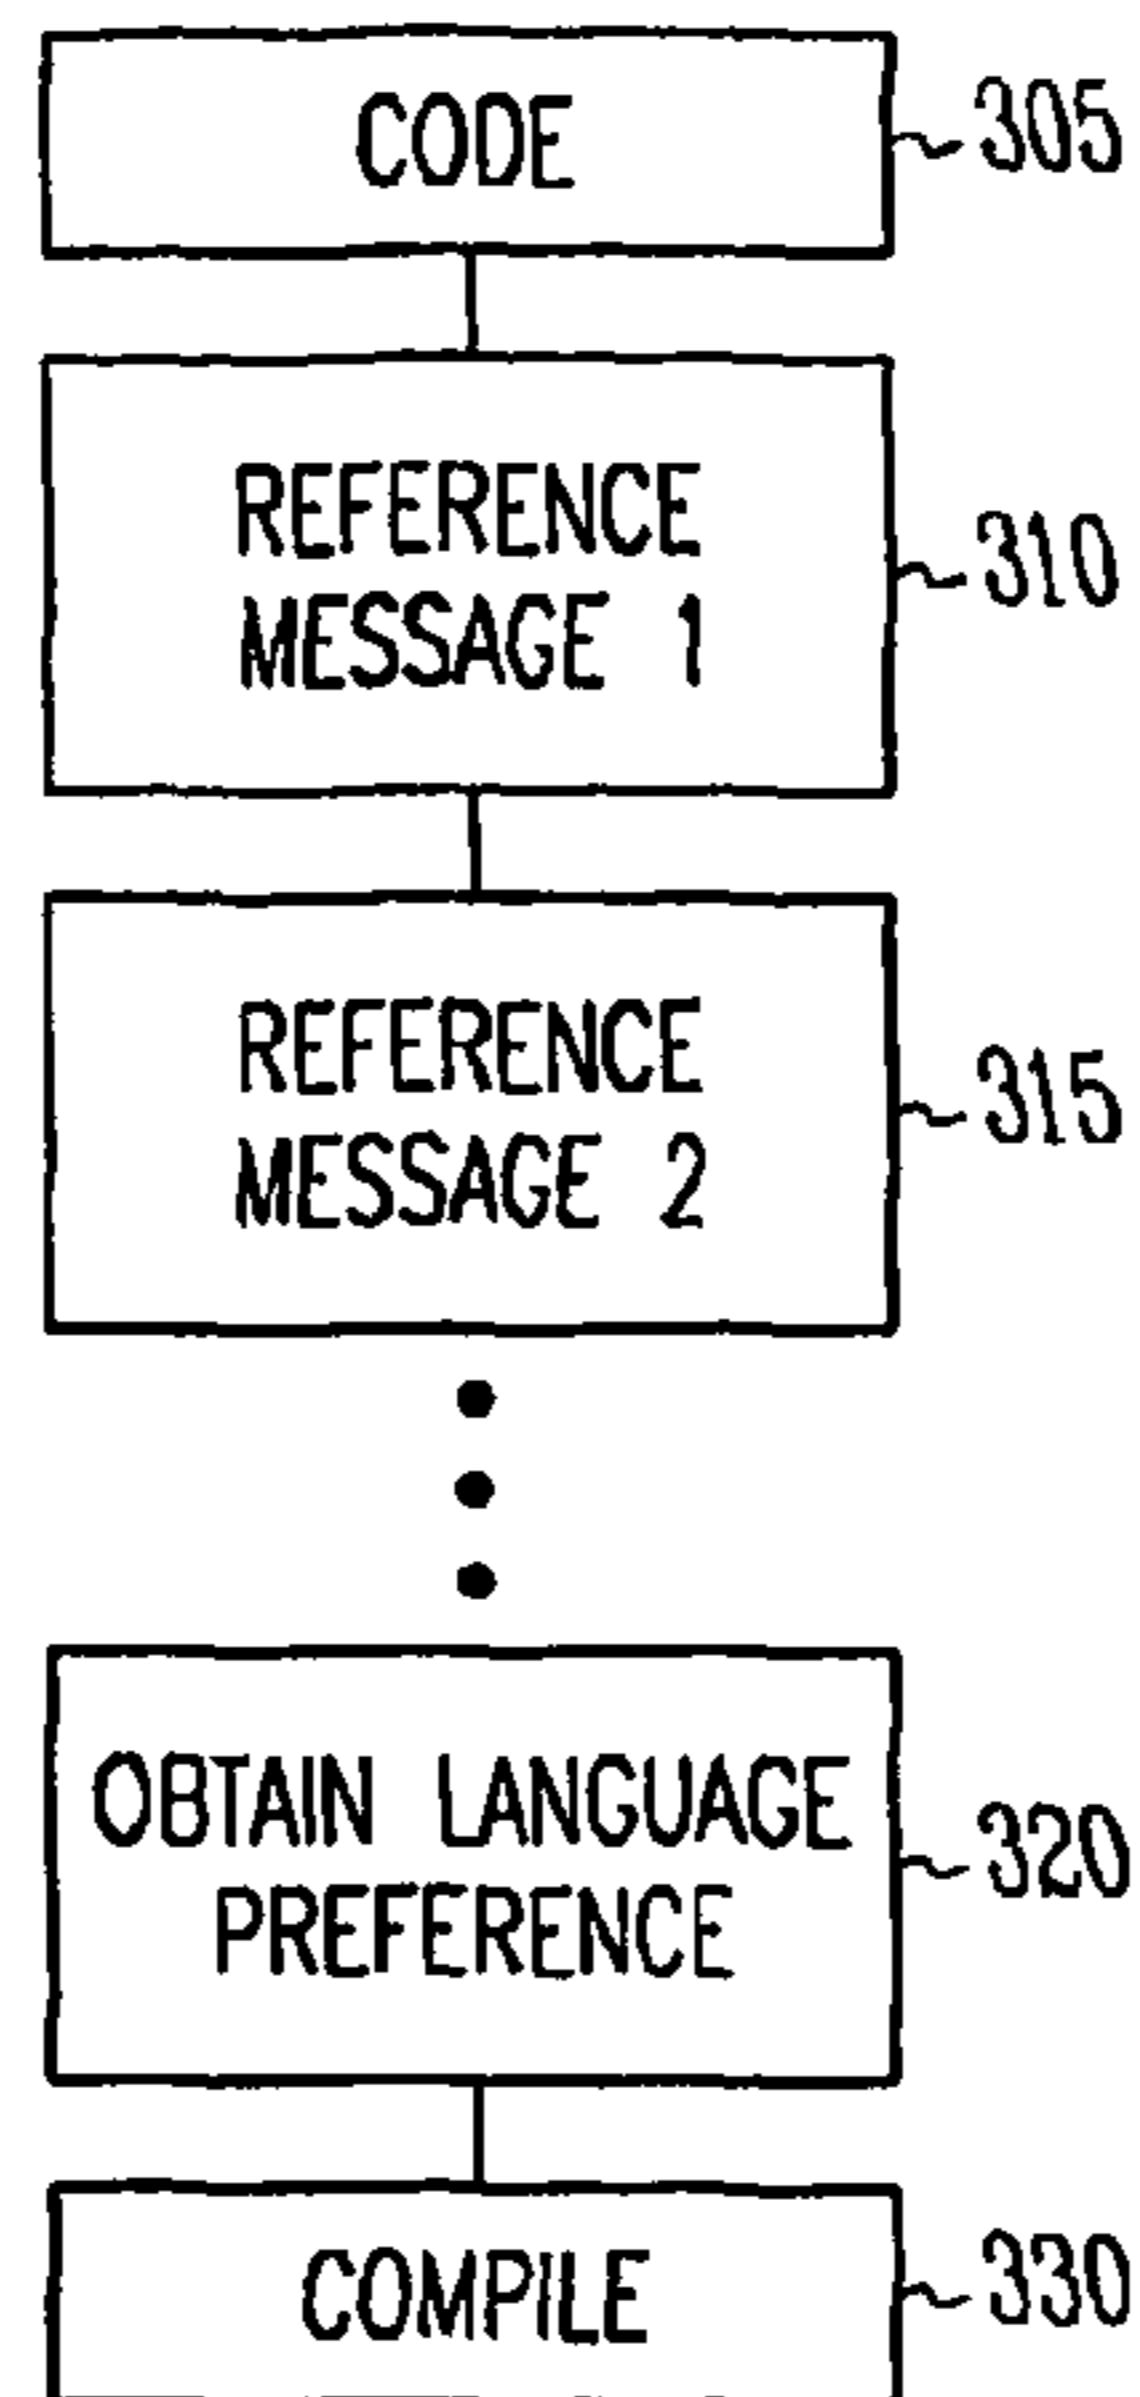 CODE
305
REFERENCE
MESSAGE 1
310
REFERENCE
MESSAGE 2
315
OBTAIN LANGUAGE
PREFERENCE
320
COMPILE
330